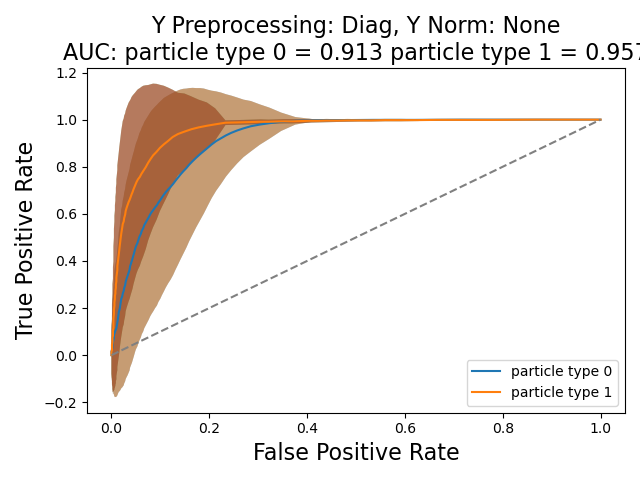 Y Preprocessing: Diag, Y Norm: None
AUC: particle type 0 = 0.913 particle type 1 = 0.957
1.2
1.0
0.8
0.6
0.4
0.2
0.0
−0.2
True Positive Rate
particle type 0
particle type 1
0.0 0.2 0.4 0.6 0.8 1.0
False Positive Rate